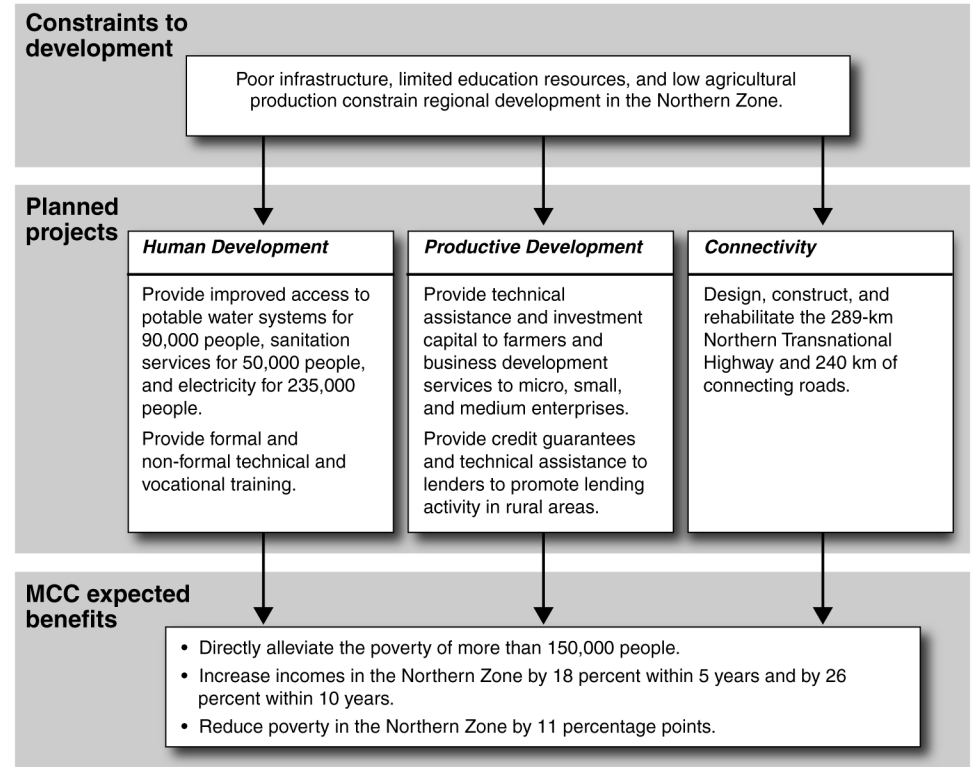 Constraints to
development
Poor infrastructure, limited education resources, and low agricultural
production constrain regional development in the Northern Zone.
Planned
projects
Human Development
Provide improved access to
potable water systems for
90,000 people, sanitation
services for 50,000 people,
and electricity for 235,000
people.
Provide formal and
non-formal technical and
vocational training.
Productive Development
Provide technical
assistance and investment
capital to farmers and
business development
services to micro, small,
and medium enterprises.
Provide credit guarantees
and technical assistance to
lenders to promote lending
activity in rural areas.
Connectivity
Design, construct, and
rehabilitate the 289-km
Northern Transnational
Highway and 240 km of
connecting roads.
MCC expected
benefits
• Directly alleviate the poverty of more than 150,000 people.
• Increase incomes in the Northern Zone by 18 percent within 5 years and by 26
percent within 10 years.
• Reduce poverty in the Northern Zone by 11 percentage points.